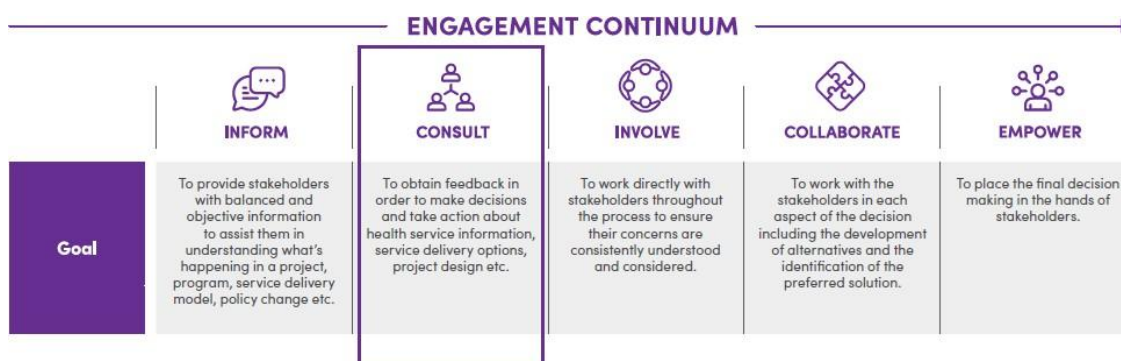 ENGAGEMENT CONTINUUM
INFORM
CONSULT
INVOLVE
COLLABORATE
EMPOWER
Goal
To provide stakeholders
with balanced and
objective information
to assist them in
understanding what's
happening in a project,
program, service delivery
model, policy change etc.
To obtain feedback in
order to make decisions
and take action about
health service information,
service delivery options,
project design etc.
To work directly with
stakeholders throughout
the process to ensure
their concerns are
consistently understood
and considered.
To work with the
stakeholders in each
aspect of the decision
including the development
of alternatives and the
identification of the
preferred solution.
To place the final decision
making in the hands of
stakeholders.